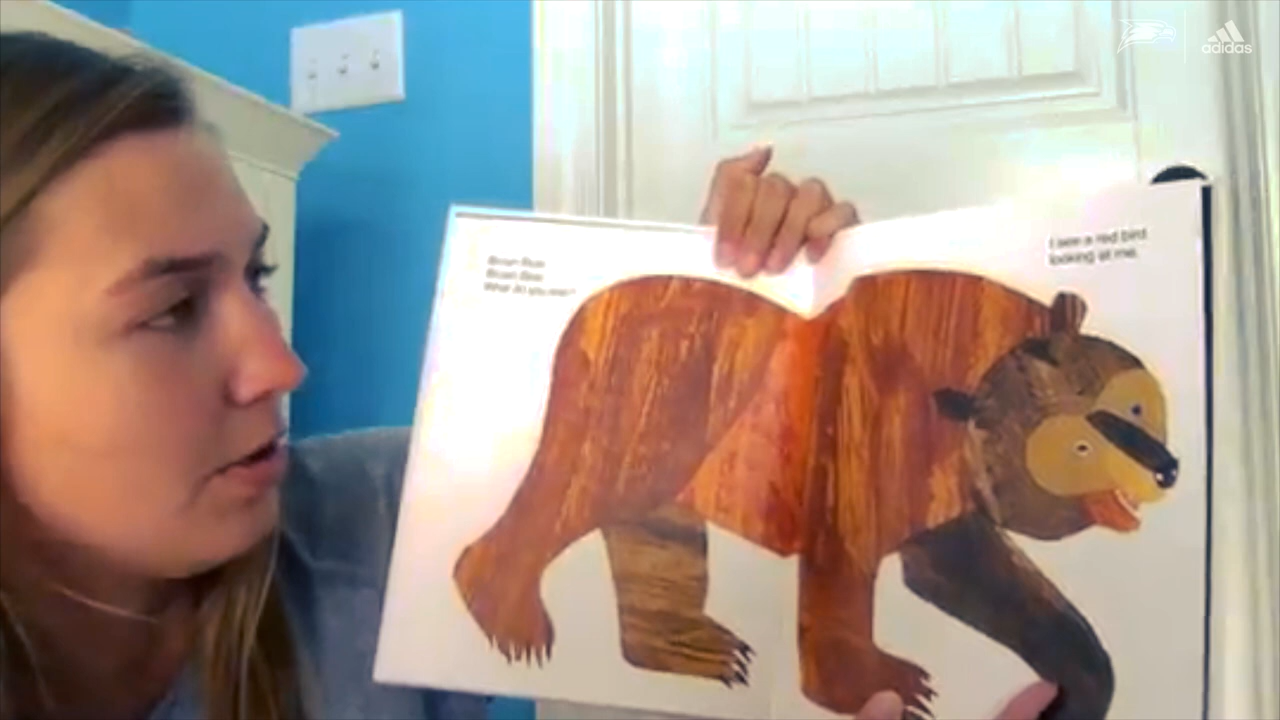 Brown Bear,
Brown Bear,
What do you see?
I see a red bird
looking at me.
adidas